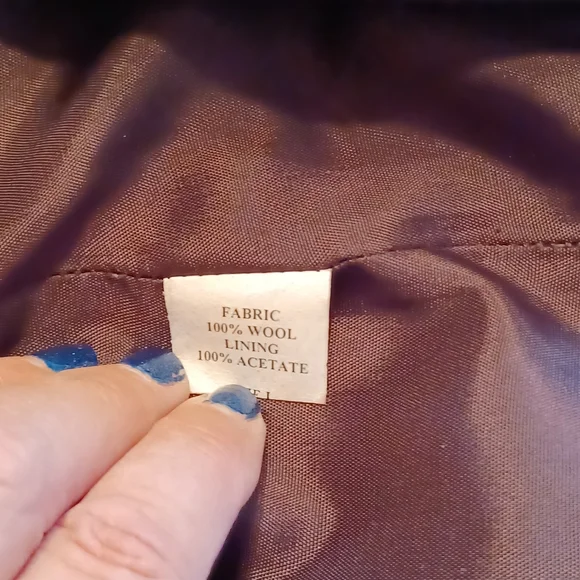 FABRIC
100% WOOL
LINING
100% ACETATE